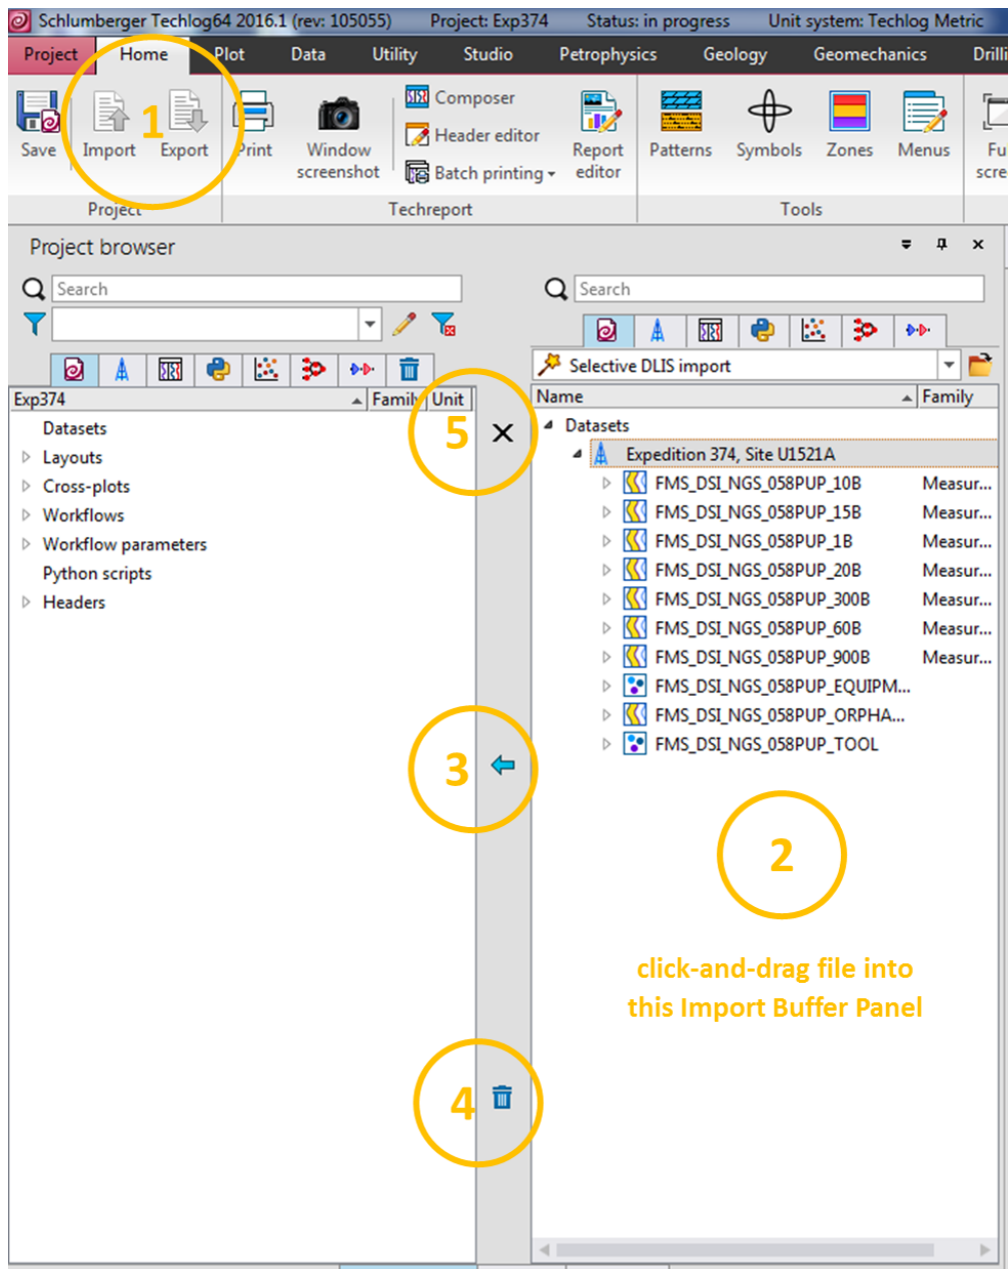 Schlumberger Techlog64 2016.1 (rev: 105055) Project: Exp374 Status: in progress Unit system: Techlog Metric
Project Home Plot Data Utility Studio Petrophysics Geology Geomechanics Drilli
1
Save Import Export Print Window screenshot
Composer
Header editor
Batch printing
Report editor
Patterns Symbols Zones Menus Fu scree
Project Techreport Tools
Project browser
Search
Search
Selective DLIS import
Exp374 Family Unit
Name Family
5
Datasets
Layouts
Cross-plots
Workflows
Workflow parameters
Python scripts
Headers
Datasets
Expedition 374, Site U1521A
FMS_DSI_NGS_058PUP_10B Measur...
FMS_DSI_NGS_058PUP_15B Measur...
FMS_DSI_NGS_058PUP_1B Measur...
FMS_DSI_NGS_058PUP_20B Measur...
FMS_DSI_NGS_058PUP_300B Measur...
FMS_DSI_NGS_058PUP_60B Measur...
FMS_DSI_NGS_058PUP_900B Measur...
FMS_DSI_NGS_058PUP_EQUIPM...
FMS_DSI_NGS_058PUP_ORPHA...
FMS_DSI_NGS_058PUP_TOOL
3
2
click-and-drag file into
this Import Buffer Panel
4